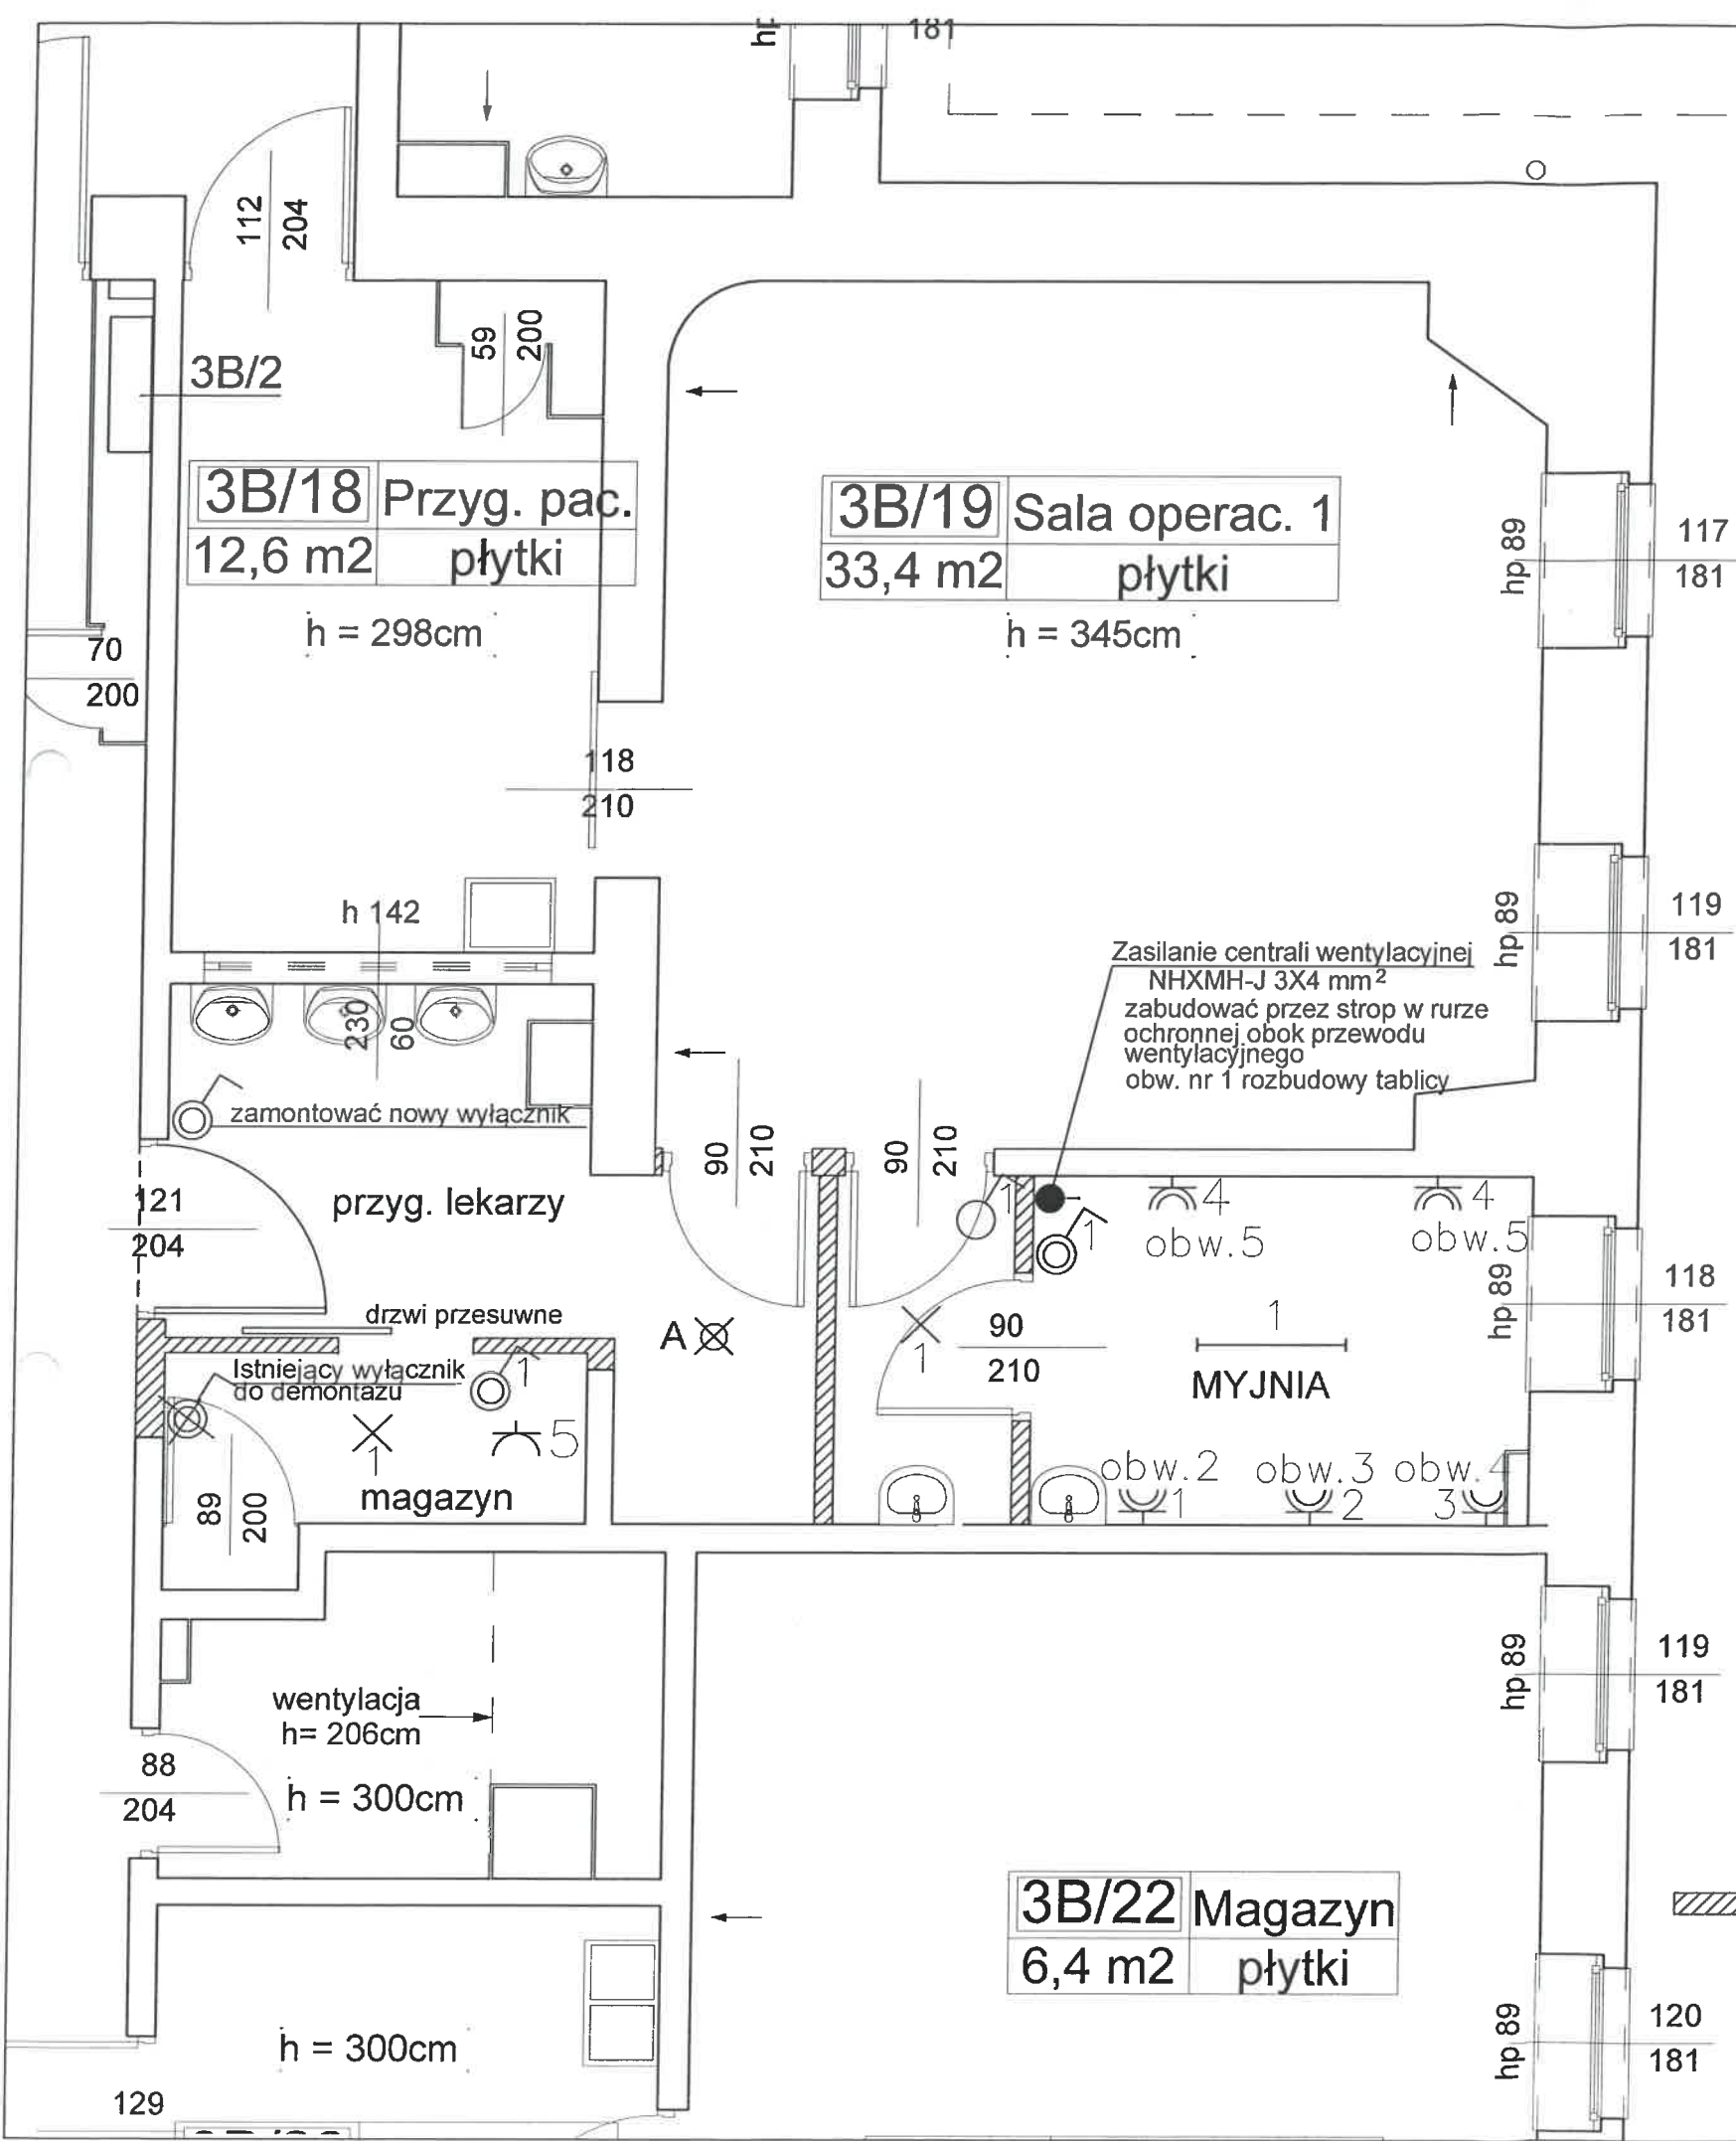 181
112
204
59
200
3B/2
3B/18 Przyg. pac.
12,6 m2 płytki
h = 298cm
3B/19 Sala operac. 1
33,4 m2 płytki
h = 345cm
hp 89
117
181
70
200
118
210
h 142
hp 89
119
181
Zasilanie centrali wentylacyjnej
NHXMH-J 3X4 mm²
zabudować przez strop w rurze
ochronnej obok przewodu
wentylacyjnego
obw. nr 1 rozbudowy tablicy
230
60
zamontować nowy wyłącznik
90
210
90
210
121
204
przyg. lekarzy
1
1
4
obw.5
4
obw.5
hp 89
118
181
drzwi przesuwne
A
1
90
210
1
MYJNIA
Istniejący wyłącznik
do demontażu
1
1
5
magazyn
89
200
obw.2
obw.3
obw.4
1
2
3
wentylacja
h= 206cm
h = 300cm
88
204
hp 89
119
181
3B/22 Magazyn
6,4 m2 płytki
h = 300cm
hp 89
120
181
129